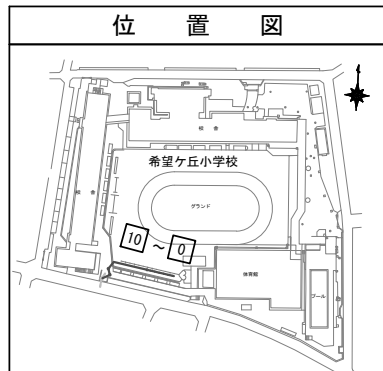 位置図
校舎
希望ケ丘小学校
校舎
グランド
10 ～ 0
体育館
プール